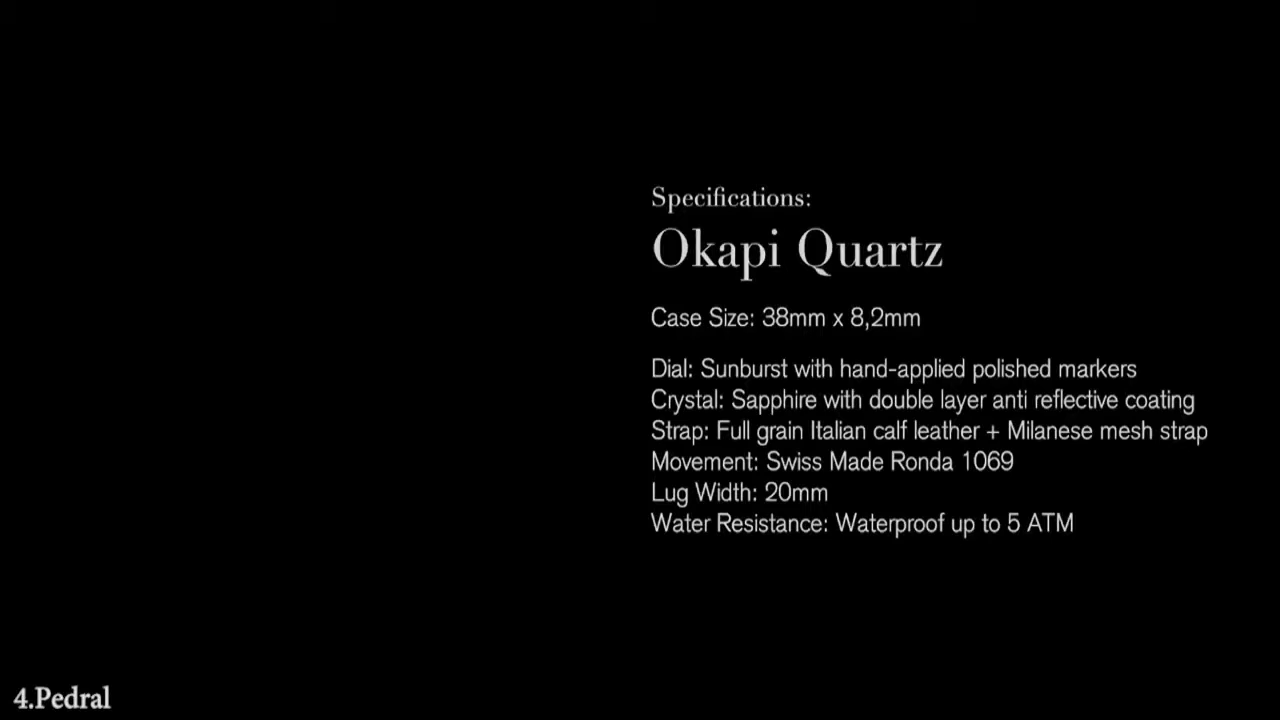 Specifications:
Okapi Quartz
Case Size: 38mm x 8,2mm
Dial: Sunburst with hand-applied polished markers
Crystal: Sapphire with double layer anti reflective coating
Strap: Full grain Italian calf leather + Milanese mesh strap
Movement: Swiss Made Ronda 1069
Lug Width: 20mm
Water Resistance: Waterproof up to 5 ATM
4.Pedral